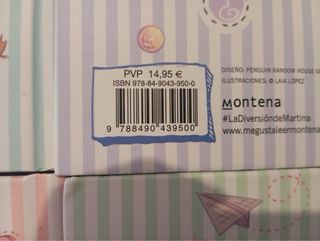 PVP 14,95 €
ISBN 978-84-9043-950-0
9 788490 439500
DISEÑO: PENGUIN RANDOM HOUSE
ILUSTRACIONES: © LAIA LÓPEZ
Montena
#LaDiversióndeMartina
www.megustaleermontena